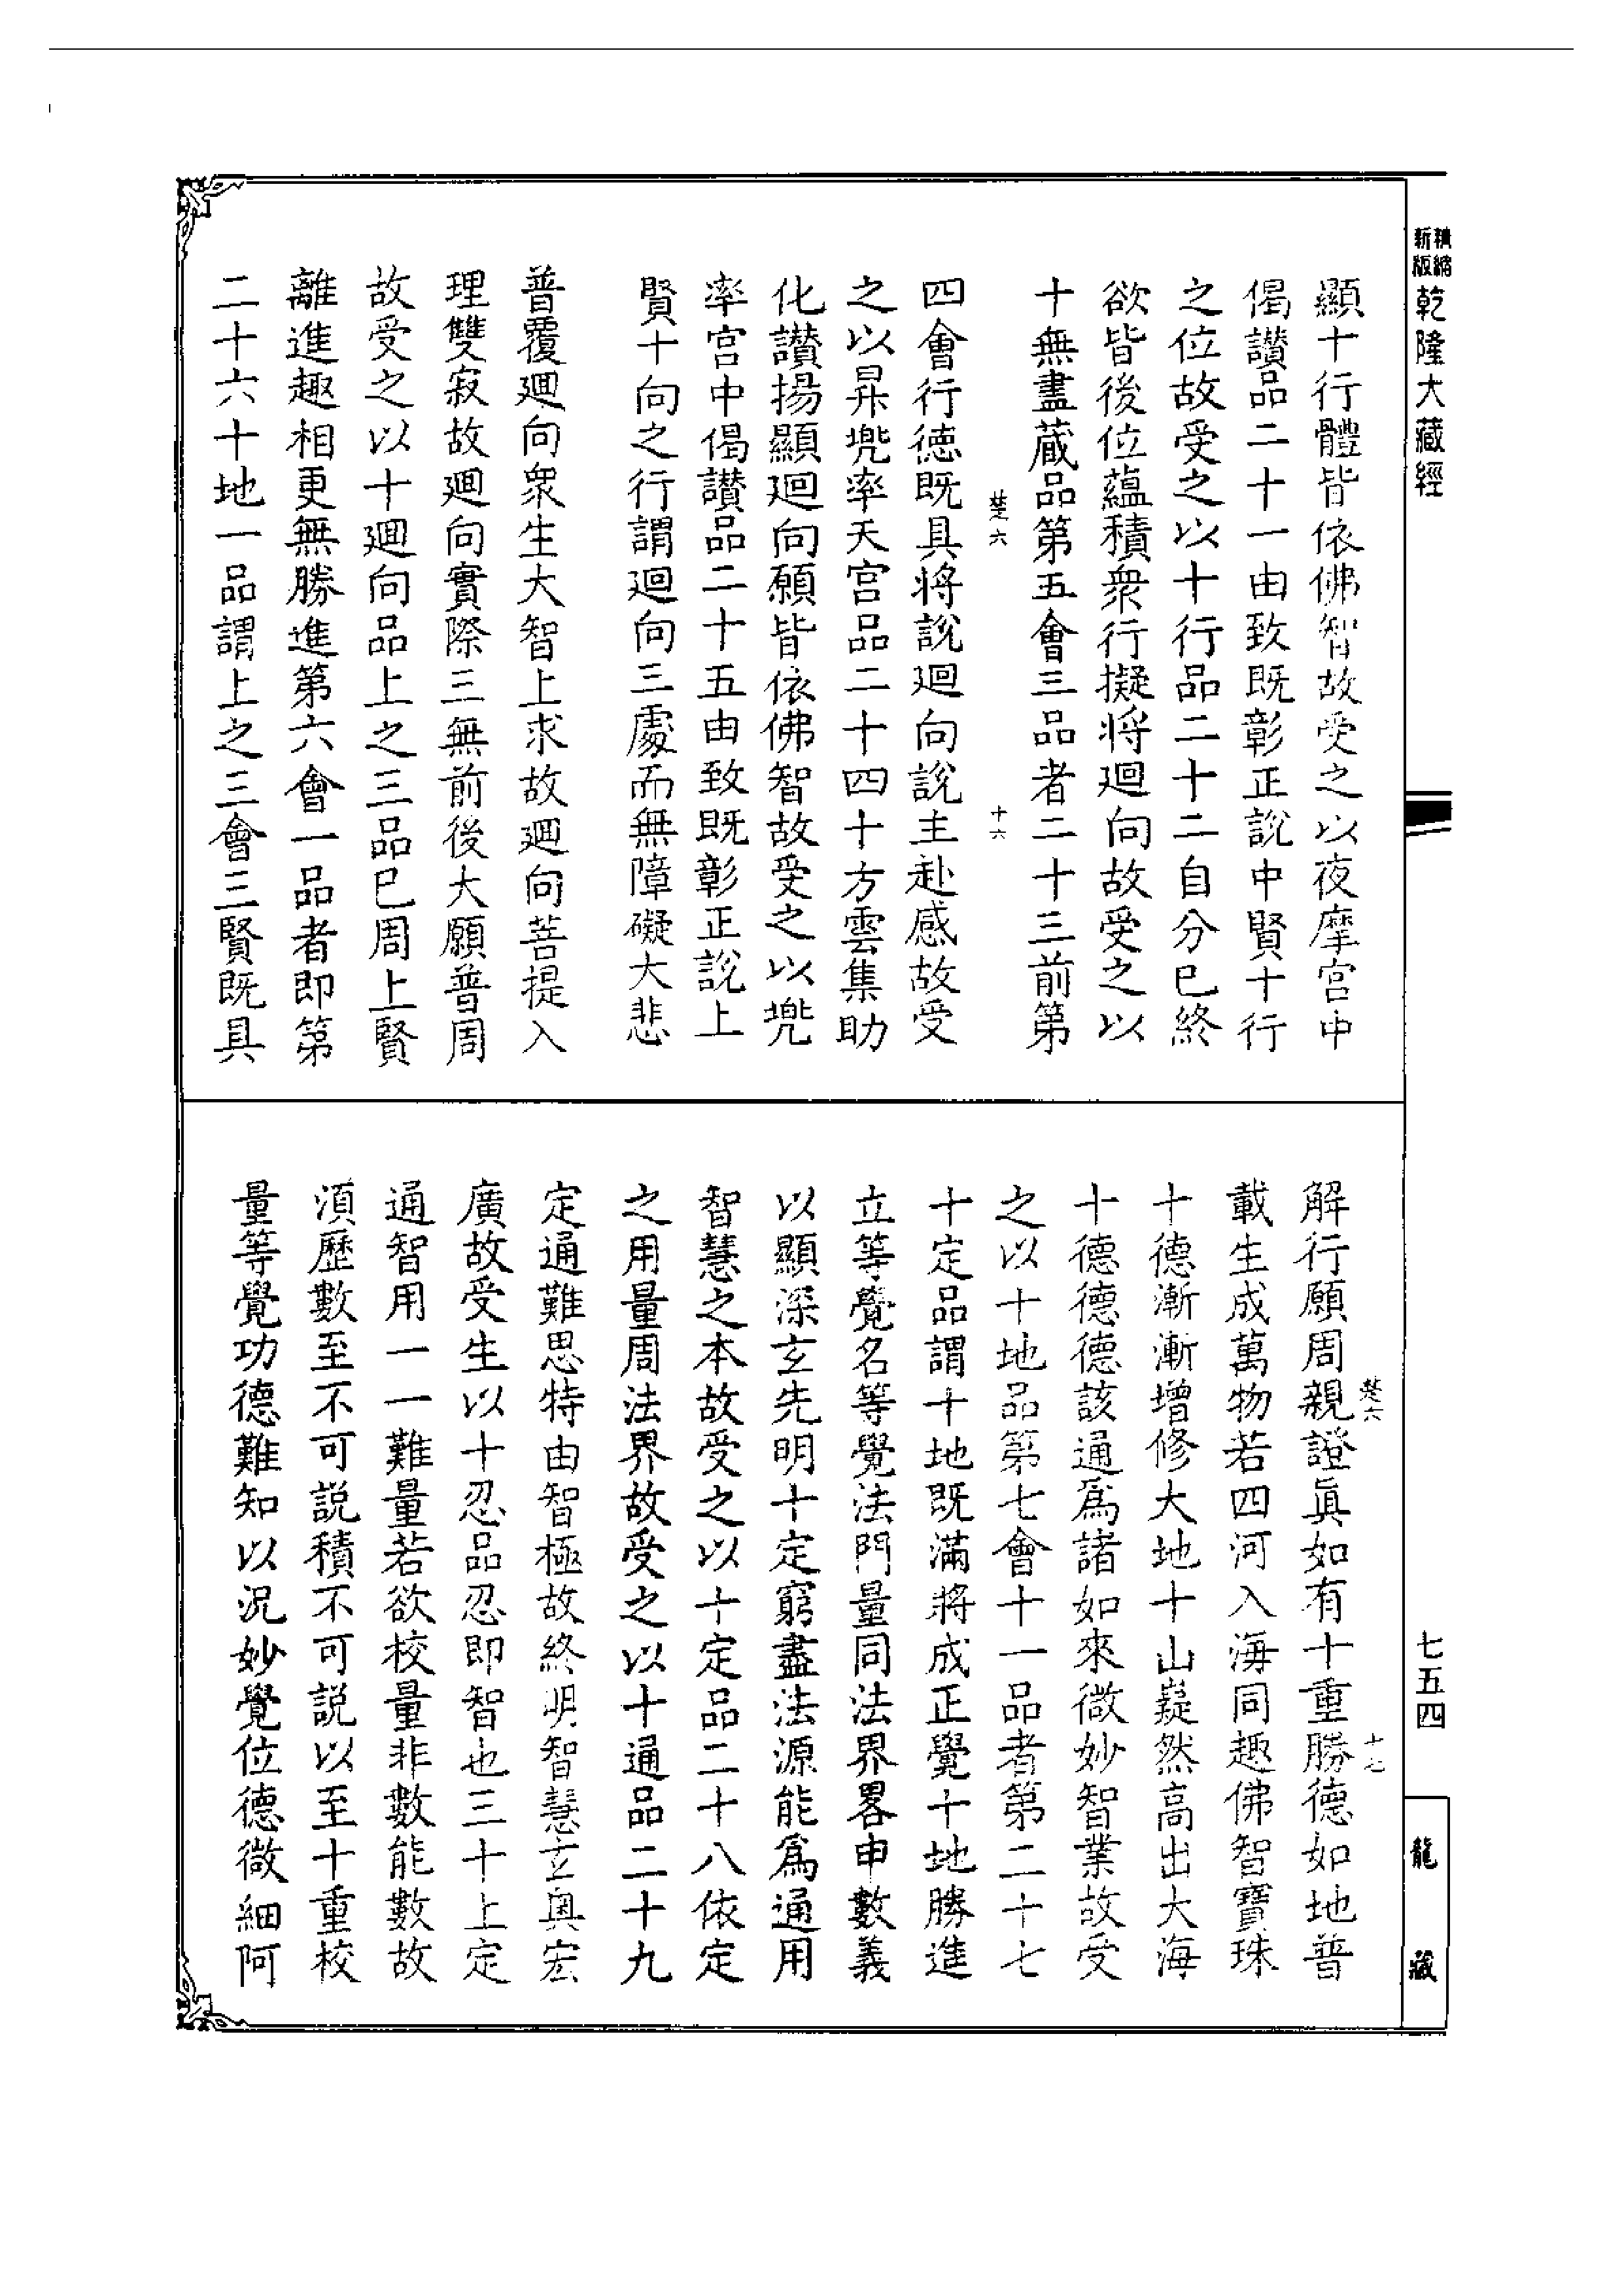 精縮新版乾隆大藏經
七五四
龍藏
顯十行體皆依佛智故受之以夜摩宮中
偈讚品二十一由致既彰正說中賢十行
之位故受之以十行品二十二自分已終
欲皆後位蘊積衆行擬將迴向故受之以
十無盡藏品第五會三品者二十三前第
楚六
十六
四會行德既具將說迴向說主赴感故受
之以昇兠率天宮品二十四十方雲集助
化讚揚顯迴向願皆依佛智故受之以兠
率宮中偈讚品二十五由致既彰正說上
賢十向之行謂迴向三處而無障礙大悲
普覆迴向衆生大智上求故迴向菩提入
理雙寂故迴向實際三無前後大願普周
故受之以十迴向品上之三品已周上賢
離進趣相更無勝進第六會一品者即第
二十六十地一品謂上之三會三賢既具
楚六
十七
解行願周親證眞如有十重勝德如地普
載生成萬物若四河入海同趣佛智寶珠
十德漸漸增修大地十山嶷然高出大海
十德德德該通爲諸如來微妙智業故受
之以十地品第七會十一品者第二十七
十定品謂十地既滿將成正覺十地勝進
立等覺名等覺法門量同法界畧申數義
以顯深玄先明十定窮盡法源能爲通用
智慧之本故受之以十定品二十八依定
之用量周法界故受之以十通品二十九
定通難思特由智極故終明智慧玄奧宏
廣故受生以十忍品忍即智也三十上定
通智用一一難量若欲校量非數能數故
須歷數至不可說積不可說以至十重校
量等覺功德難知以况妙覺位德微細阿